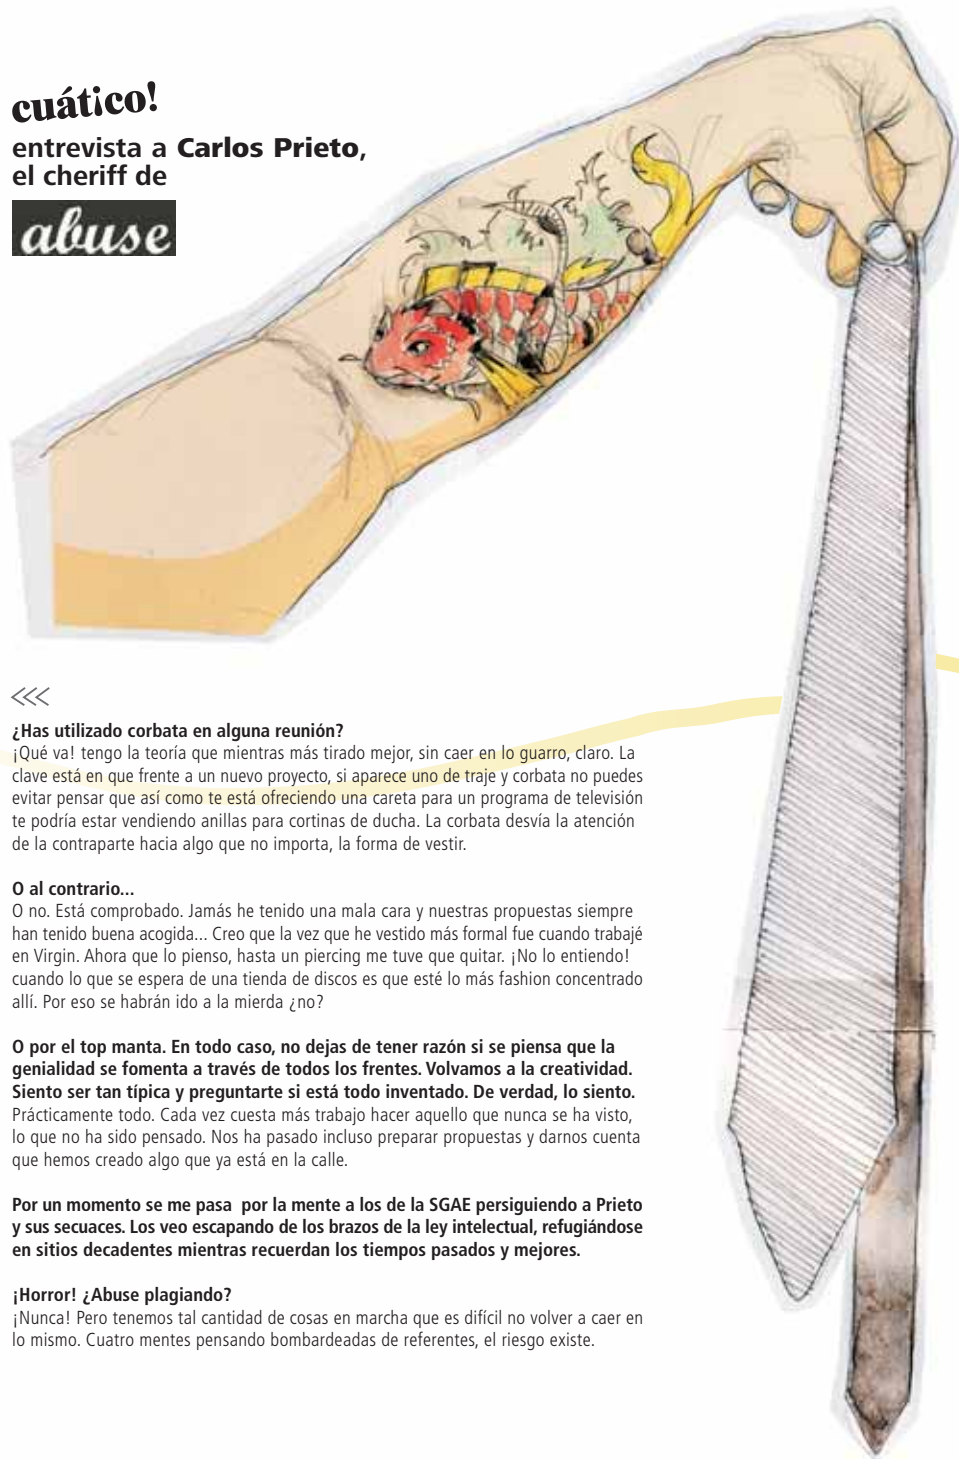 cuático!
entrevista a Carlos Prieto,
el cheriff de
abuse
<<<
¿Has utilizado corbata en alguna reunión?
¡Qué va! tengo la teoría que mientras más tirado mejor, sin caer en lo guarro, claro. La
clave está en que frente a un nuevo proyecto, si aparece uno de traje y corbata no puedes
evitar pensar que así como te está ofreciendo una careta para un programa de televisión
te podría estar vendiendo anillas para cortinas de ducha. La corbata desvía la atención
de la contraparte hacia algo que no importa, la forma de vestir.
O al contrario...
O no. Está comprobado. Jamás he tenido una mala cara y nuestras propuestas siempre
han tenido buena acogida... Creo que la vez que he vestido más formal fue cuando trabajé
en Virgin. Ahora que lo pienso, hasta un piercing me tuve que quitar. ¡No lo entiendo!
cuando lo que se espera de una tienda de discos es que esté lo más fashion concentrado
allí. Por eso se habrán ido a la mierda ¿no?
O por el top manta. En todo caso, no dejas de tener razón si se piensa que la
genialidad se fomenta a través de todos los frentes. Volvamos a la creatividad.
Siento ser tan típica y preguntarte si está todo inventado. De verdad, lo siento.
Prácticamente todo. Cada vez cuesta más trabajo hacer aquello que nunca se ha visto,
lo que no ha sido pensado. Nos ha pasado incluso preparar propuestas y darnos cuenta
que hemos creado algo que ya está en la calle.
Por un momento se me pasa por la mente a los de la SGAE persiguiendo a Prieto
y sus secuaces. Los veo escapando de los brazos de la ley intelectual, refugiándose
en sitios decadentes mientras recuerdan los tiempos pasados y mejores.
¡Horror! ¿Abuse plagiando?
¡Nunca! Pero tenemos tal cantidad de cosas en marcha que es difícil no volver a caer en
lo mismo. Cuatro mentes pensando bombardeadas de referentes, el riesgo existe.